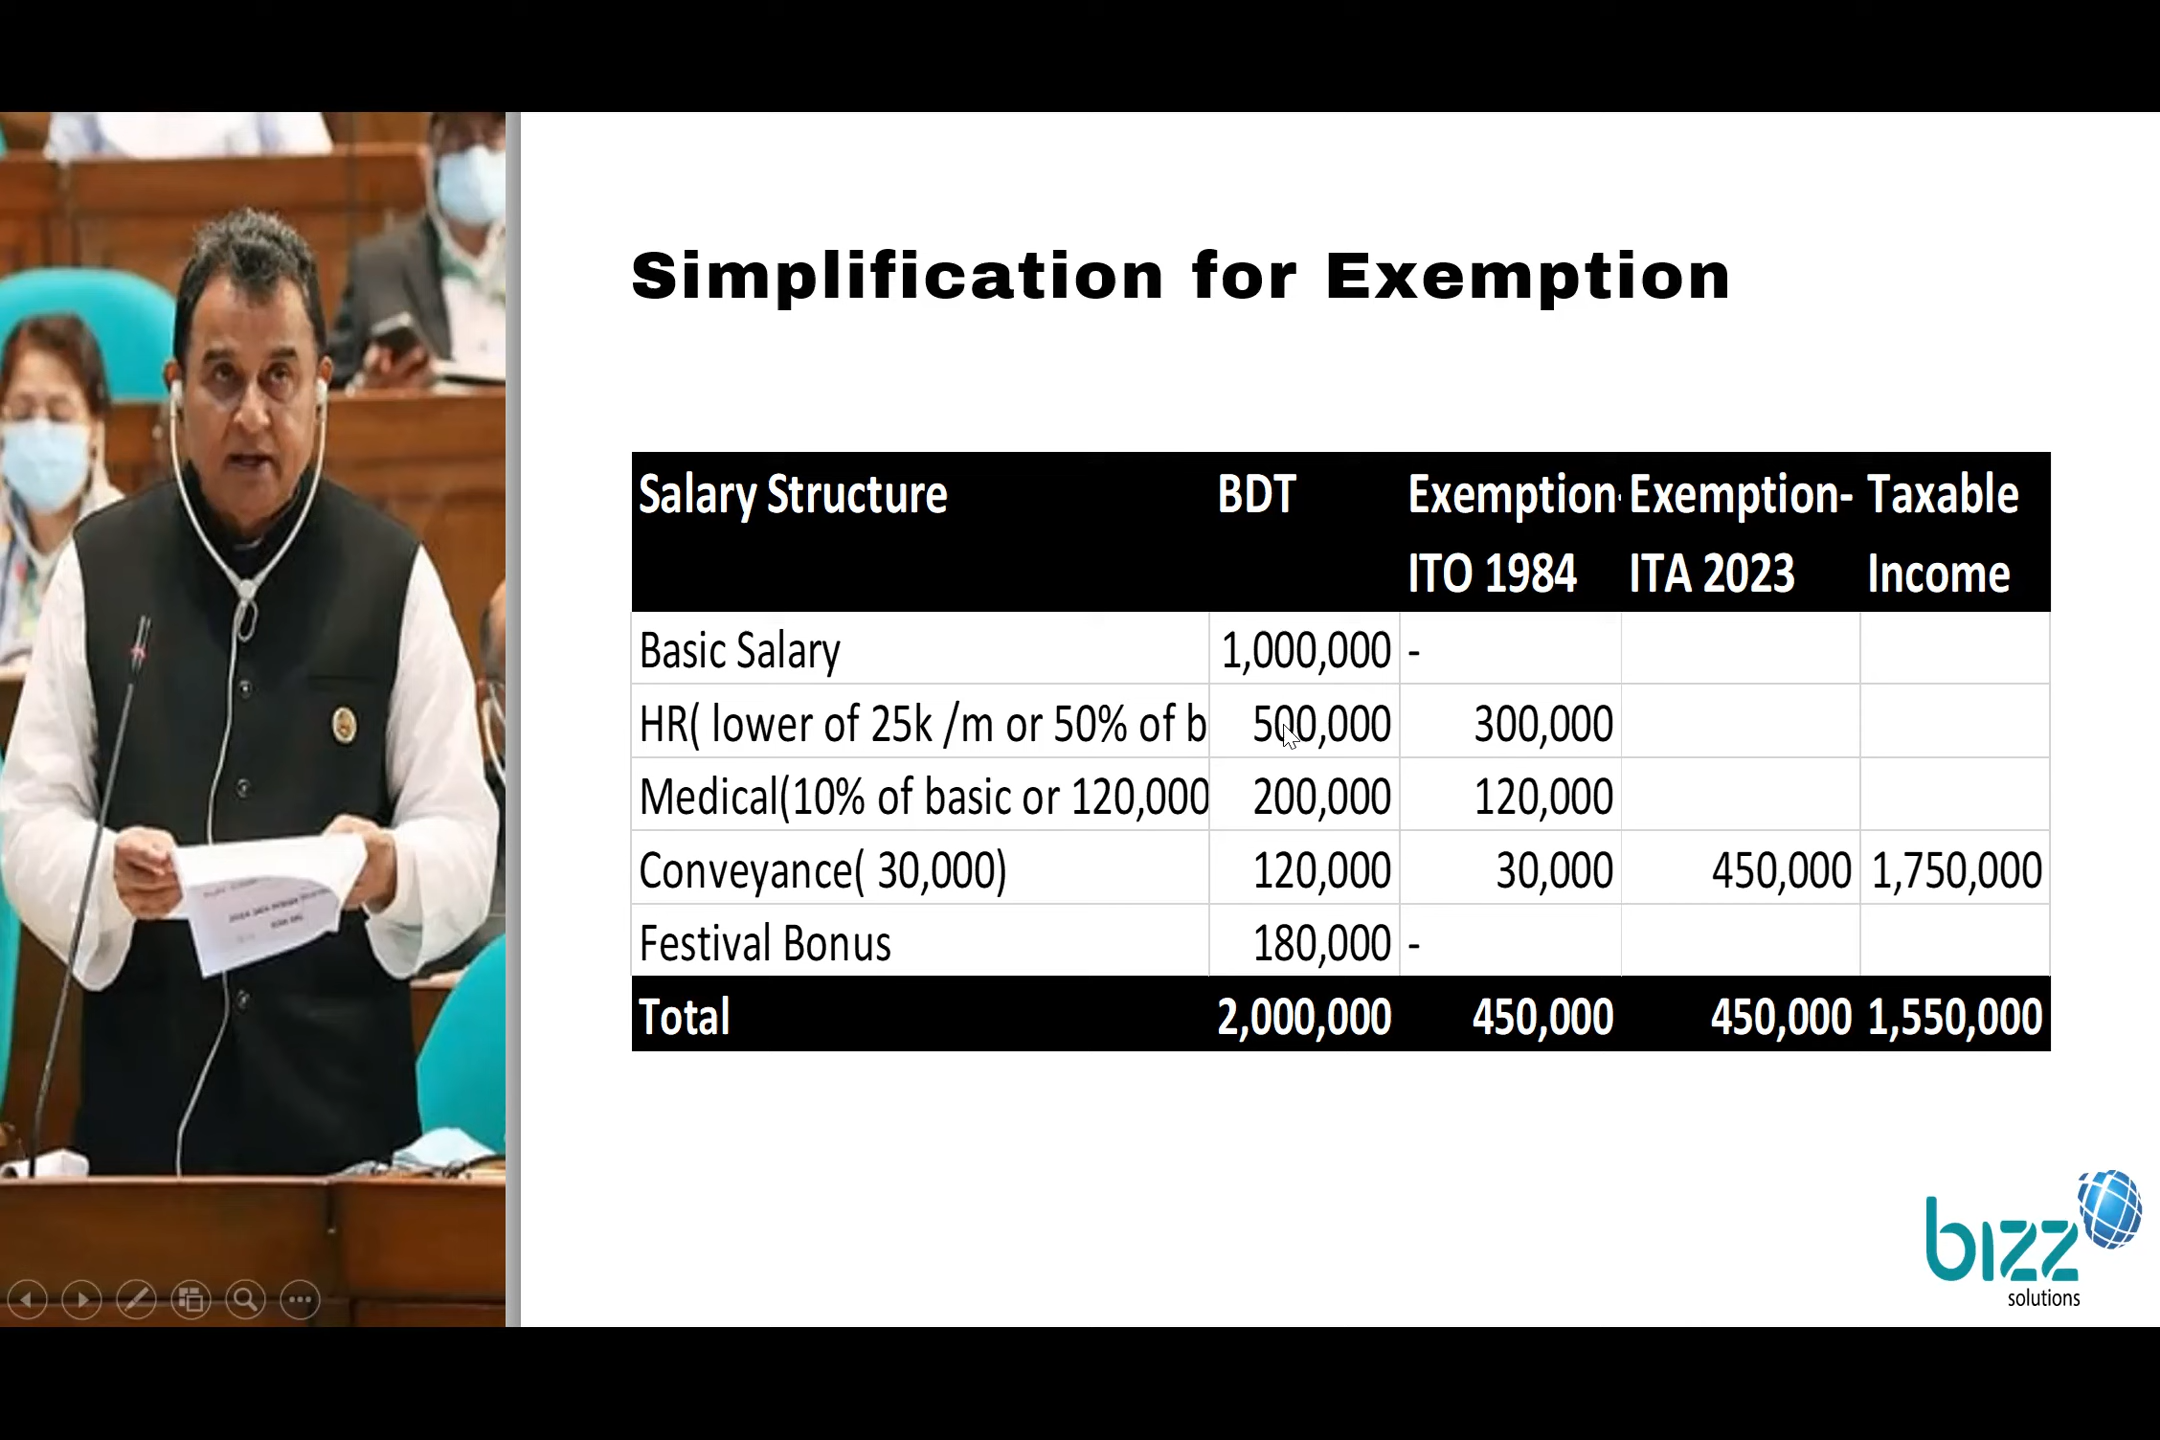 Simplification for Exemption
Salary Structure BDT Exemption- Exemption- Taxable
ITO 1984 ITA 2023 Income
Basic Salary 1,000,000 -
HR( lower of 25k /m or 50% of b 500,000 300,000
Medical(10% of basic or 120,000 200,000 120,000
Conveyance( 30,000) 120,000 30,000 450,000 1,750,000
Festival Bonus 180,000 -
Total 2,000,000 450,000 450,000 1,550,000
bizz
solutions